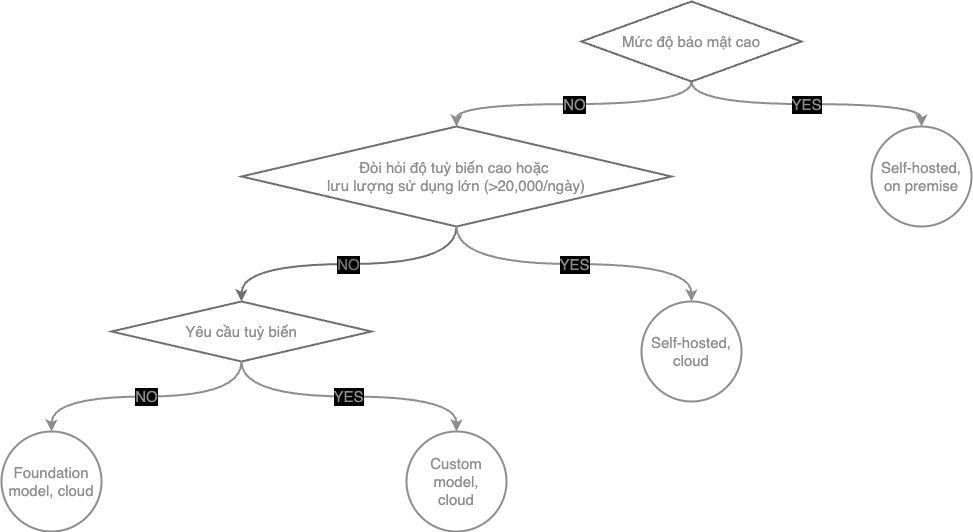 Mức độ bảo mật cao
NO
YES
Đòi hỏi độ tuỳ biến cao hoặc
lưu lượng sử dụng lớn (>20,000/ngày)
Self-hosted,
on premise
NO
YES
Yêu cầu tuỳ biến
Self-hosted,
cloud
NO
YES
Foundation
model, cloud
Custom
model,
cloud